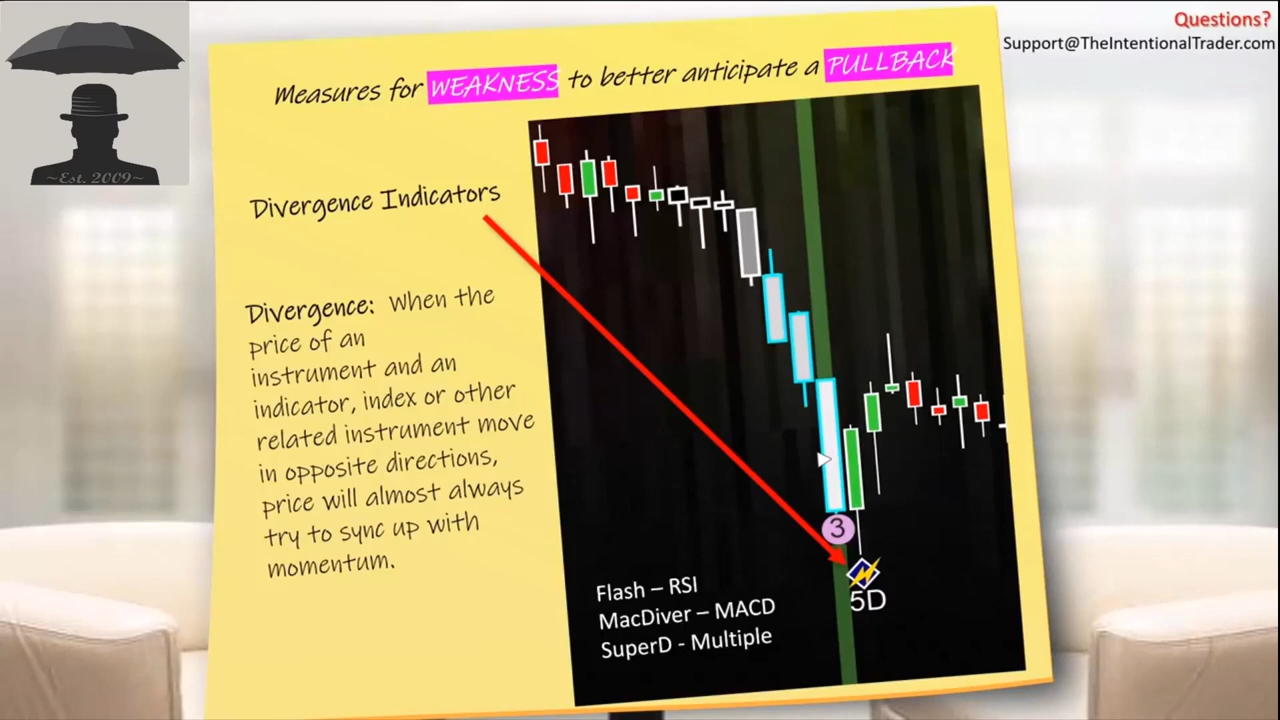 Questions?
Support@TheIntentionalTrader.com
~Est. 2009~
Measures for WEAKNESS to better anticipate a PULLBACK
Divergence Indicators
Divergence: When the
price of an
instrument and an
indicator, index or other
related instrument move
in opposite directions,
price will almost always
try to sync up with
momentum.
3
5D
Flash – RSI
MacDiver – MACD
SuperD - Multiple